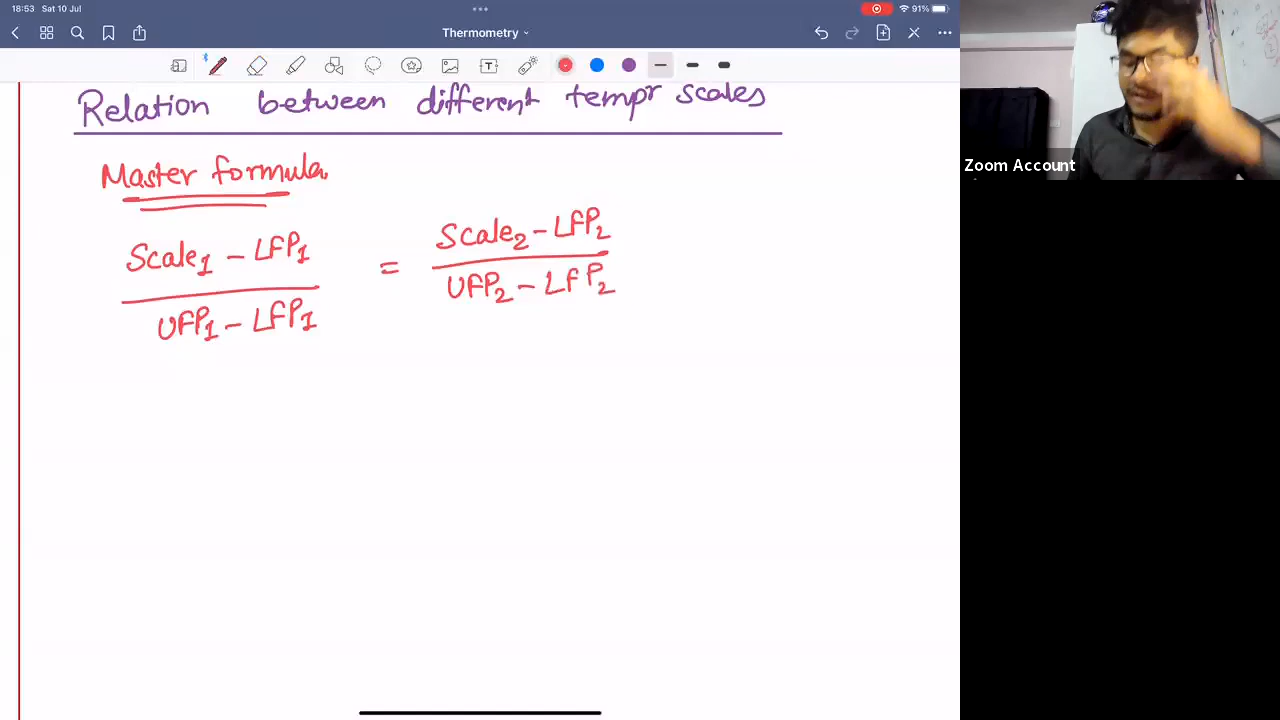 18:53 Sat 10 Jul
91%
Thermometry
Relation between different tempr scales
Master formula
Scale₁ - LFP₁ / UFP₁ - LFP₁ = Scale₂ - LFP₂ / UFP₂ - LFP₂
Zoom Account